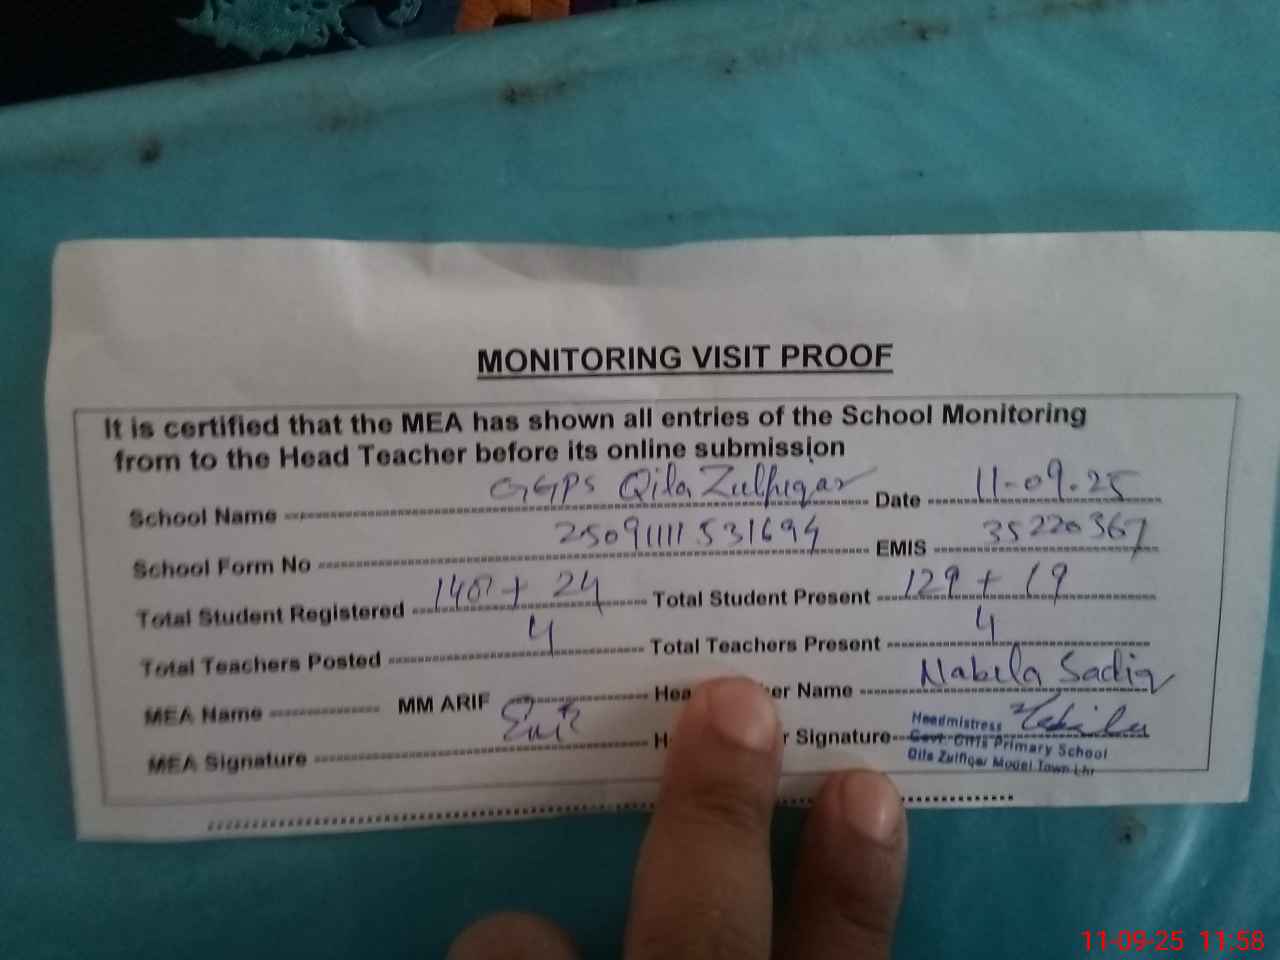 MONITORING VISIT PROOF
It is certified that the MEA has shown all entries of the School Monitoring
from to the Head Teacher before its online submission
School Name GGPS Qila Zulfiqar Date 11-09-25
School Form No 25091111531694 EMIS 35220367
Total Student Registered + 24 Total Student Present 129 + 19
Total Teachers Posted 4 Total Teachers Present 4
MEA Name MM ARIF Name Nabila Sadiq
MEA Signature Signature
Headmistress
Govt. Girls Primary School
Qila Zulfiqar Model Town Lhr
11-09-25 11:58